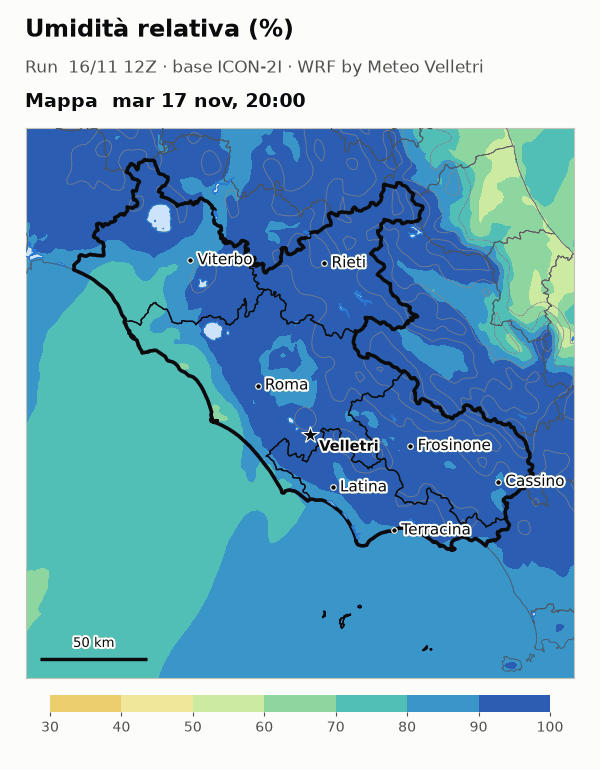 Umidità relativa (%)
Run  16/11 12Z · base ICON-2I · WRF by Meteo Velletri
Mappa  mar 17 nov, 20:00
Viterbo
Rieti
Roma
Velletri
Frosinone
Cassino
Latina
Terracina
50 km
30 40 50 60 70 80 90 100